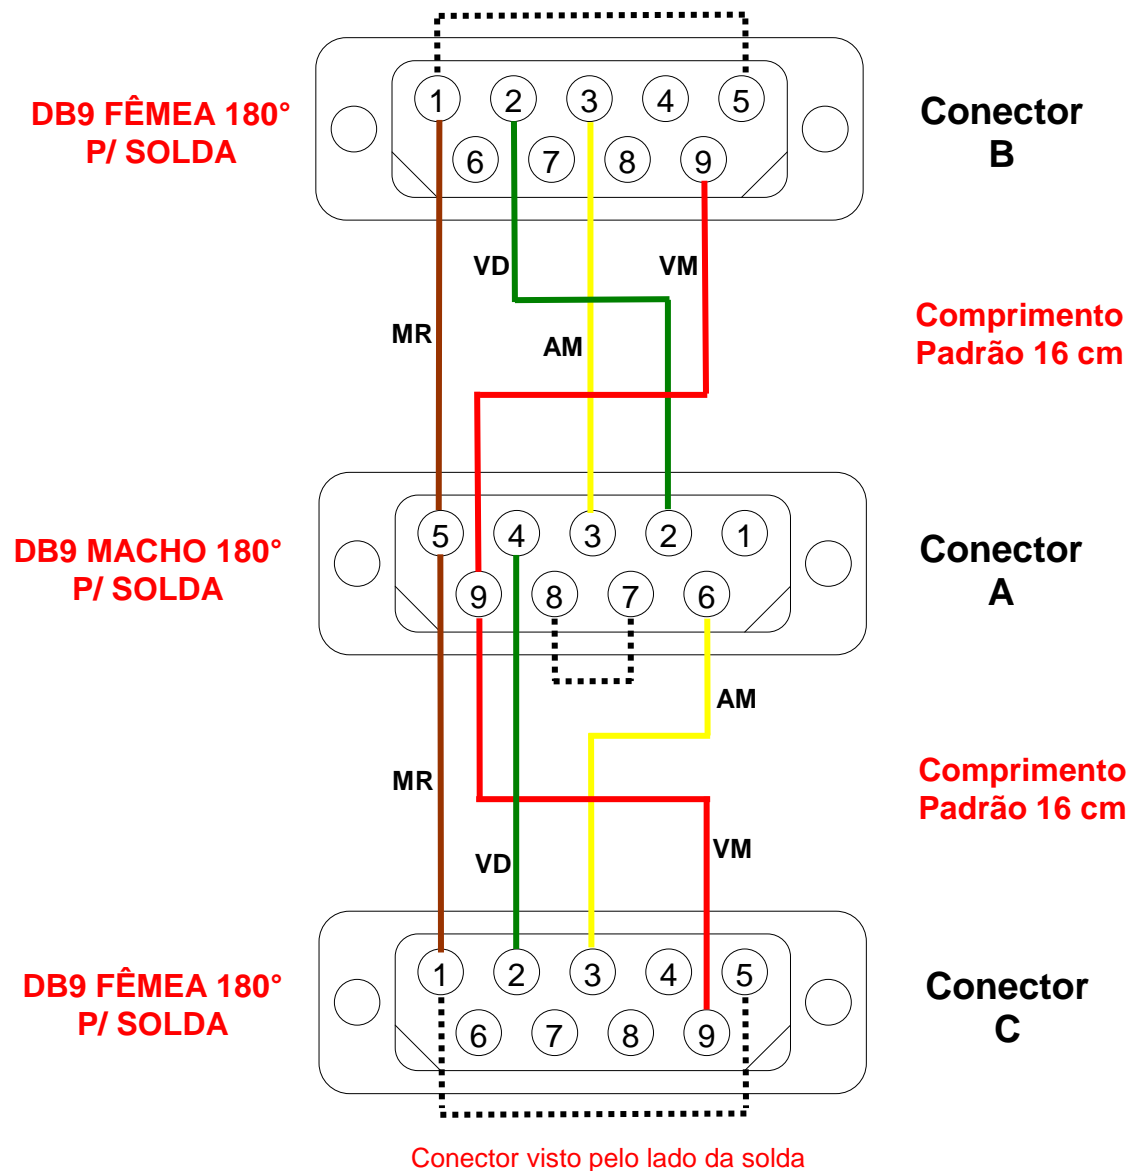 DB9 FÊMEA 180°
P/ SOLDA
1 2 3 4 5
6 7 8 9
Conector
B
VD
VM
MR
AM
Comprimento
Padrão 16 cm
DB9 MACHO 180°
P/ SOLDA
5 4 3 2 1
9 8 7 6
Conector
A
AM
MR
VD
VM
Comprimento
Padrão 16 cm
DB9 FÊMEA 180°
P/ SOLDA
1 2 3 4 5
6 7 8 9
Conector
C
Conector visto pelo lado da solda